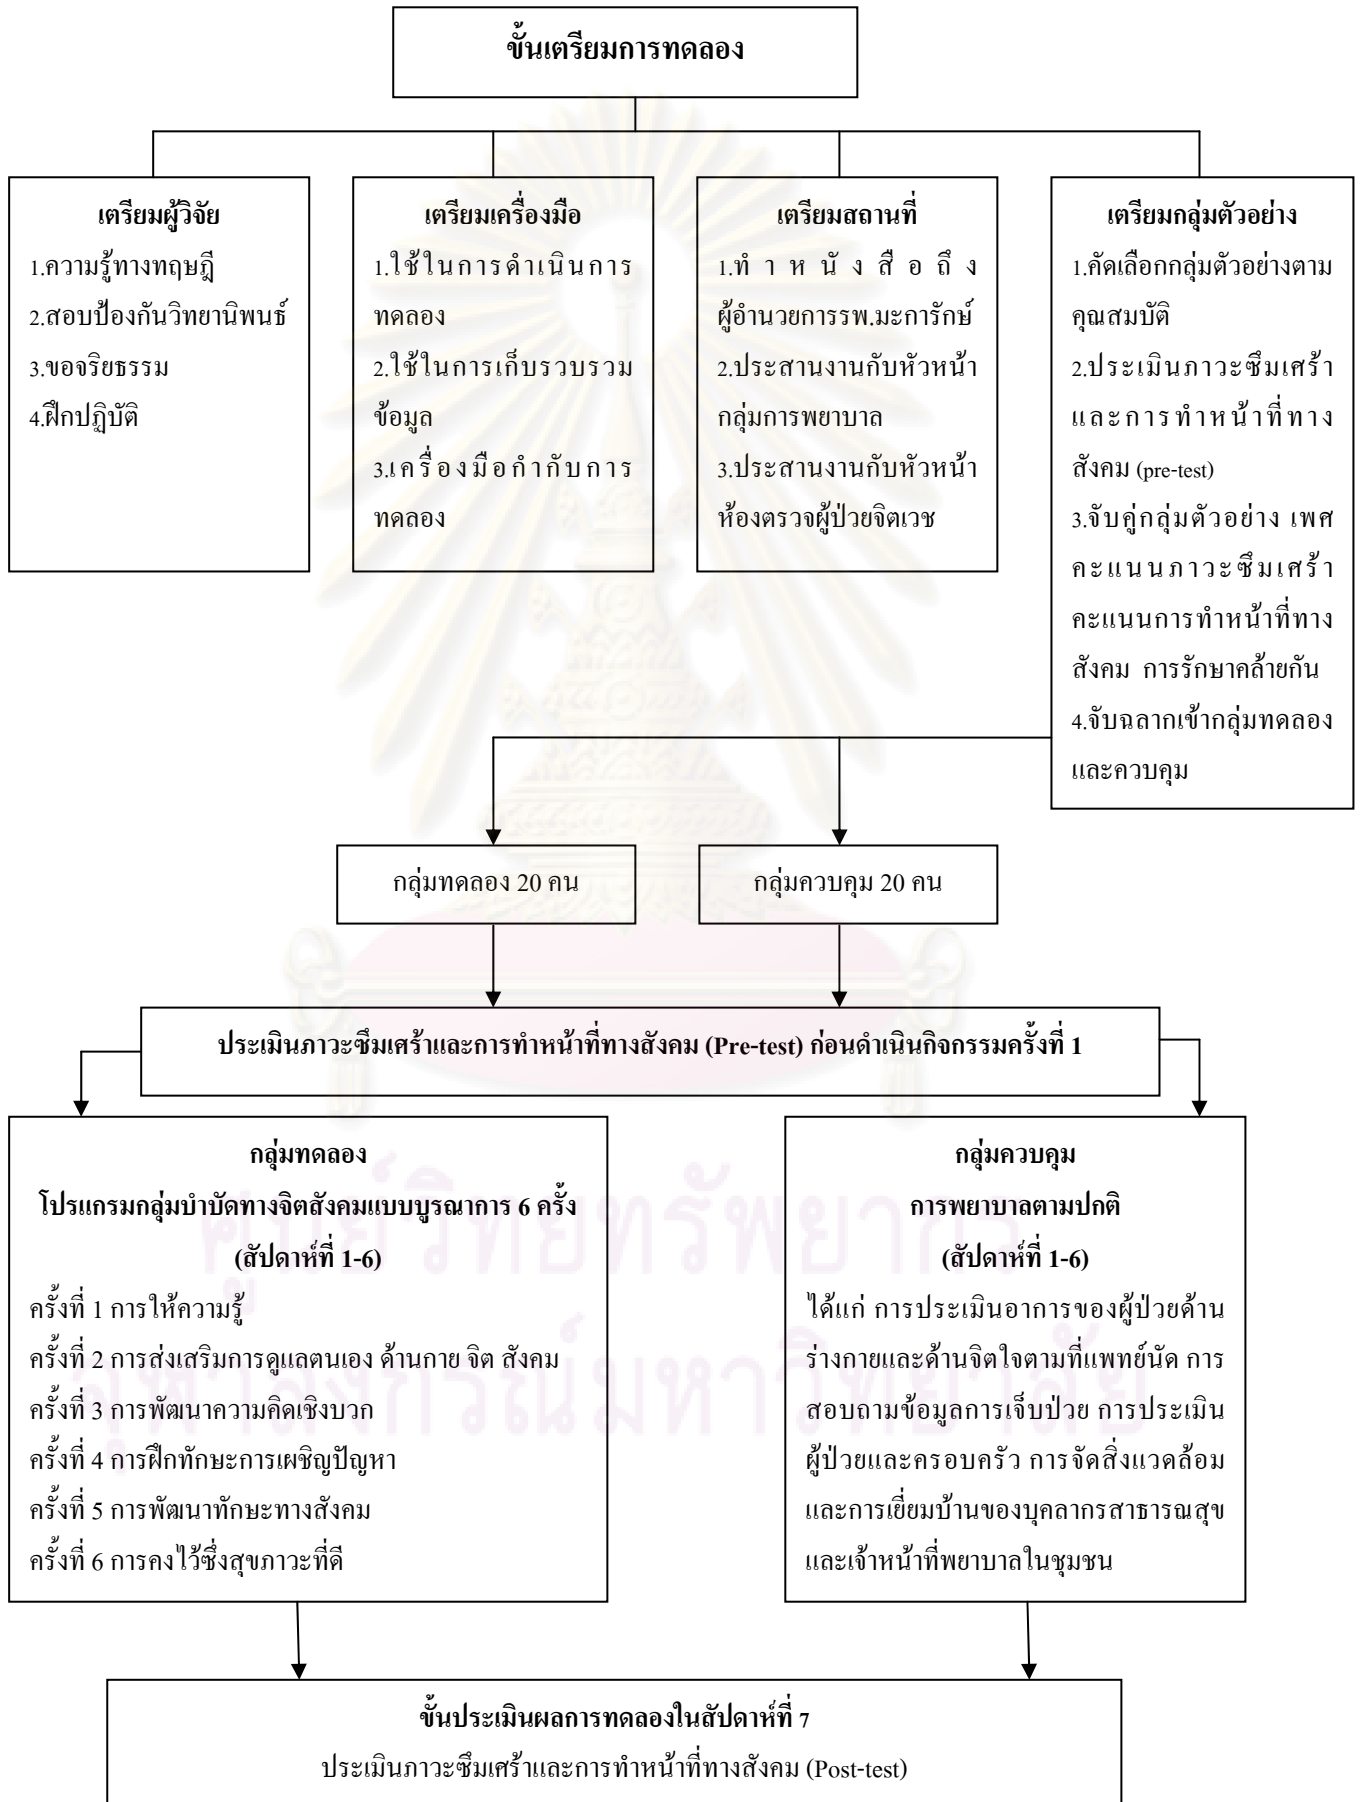 ขั้นเตรียมการทดลอง
เตรียมผู้วิจัย
1.ความรู้ทางทฤษฎี
2.สอบป้องกันวิทยานิพนธ์
3.ขอจริยธรรม
4.ฝึกปฏิบัติ
เตรียมเครื่องมือ
1.ใช้ในการดำเนินการ
ทดลอง
2.ใช้ในการเก็บรวบรวม
ข้อมูล
3.เครื่องมือกำกับการ
ทดลอง
เตรียมสถานที่
1.ทำหนังสือถึง
ผู้อำนวยการรพ.มะการักษ์
2.ประสานงานกับหัวหน้า
กลุ่มการพยาบาล
3.ประสานงานกับหัวหน้า
ห้องตรวจผู้ป่วยจิตเวช
เตรียมกลุ่มตัวอย่าง
1.คัดเลือกกลุ่มตัวอย่างตาม
คุณสมบัติ
2.ประเมินภาวะซึมเศร้า
และการทำหน้าที่ทาง
สังคม (pre-test)
3.จับคู่กลุ่มตัวอย่าง เพศ
คะแนนภาวะซึมเศร้า
คะแนนการทำหน้าที่ทาง
สังคม การรักษาคล้ายกัน
4.จับฉลากเข้ากลุ่มทดลอง
และควบคุม
กลุ่มทดลอง 20 คน
กลุ่มควบคุม 20 คน
ประเมินภาวะซึมเศร้าและการทำหน้าที่ทางสังคม (Pre-test) ก่อนดำเนินกิจกรรมครั้งที่ 1
กลุ่มทดลอง
โปรแกรมกลุ่มบำบัดทางจิตสังคมแบบบูรณาการ 6 ครั้ง
(สัปดาห์ที่ 1-6)
ครั้งที่ 1 การให้ความรู้
ครั้งที่ 2 การส่งเสริมการดูแลตนเอง ด้านกาย จิต สังคม
ครั้งที่ 3 การพัฒนาความคิดเชิงบวก
ครั้งที่ 4 การฝึกทักษะการเผชิญปัญหา
ครั้งที่ 5 การพัฒนาทักษะทางสังคม
ครั้งที่ 6 การคงไว้ซึ่งสุขภาวะที่ดี
กลุ่มควบคุม
การพยาบาลตามปกติ
(สัปดาห์ที่ 1-6)
ได้แก่ การประเมินอาการของผู้ป่วยด้าน
ร่างกายและด้านจิตใจตามที่แพทย์นัด การ
สอบถามข้อมูลการเจ็บป่วย การประเมิน
ผู้ป่วยและครอบครัว การจัดสิ่งแวดล้อม
และการเยี่ยมบ้านของบุคลากรสาธารณสุข
และเจ้าหน้าที่พยาบาลในชุมชน
ศูนย์วิทยทรัพยากร
จุฬาลงกรณ์มหาวิทยาลัย
ขั้นประเมินผลการทดลองในสัปดาห์ที่ 7
ประเมินภาวะซึมเศร้าและการทำหน้าที่ทางสังคม (Post-test)